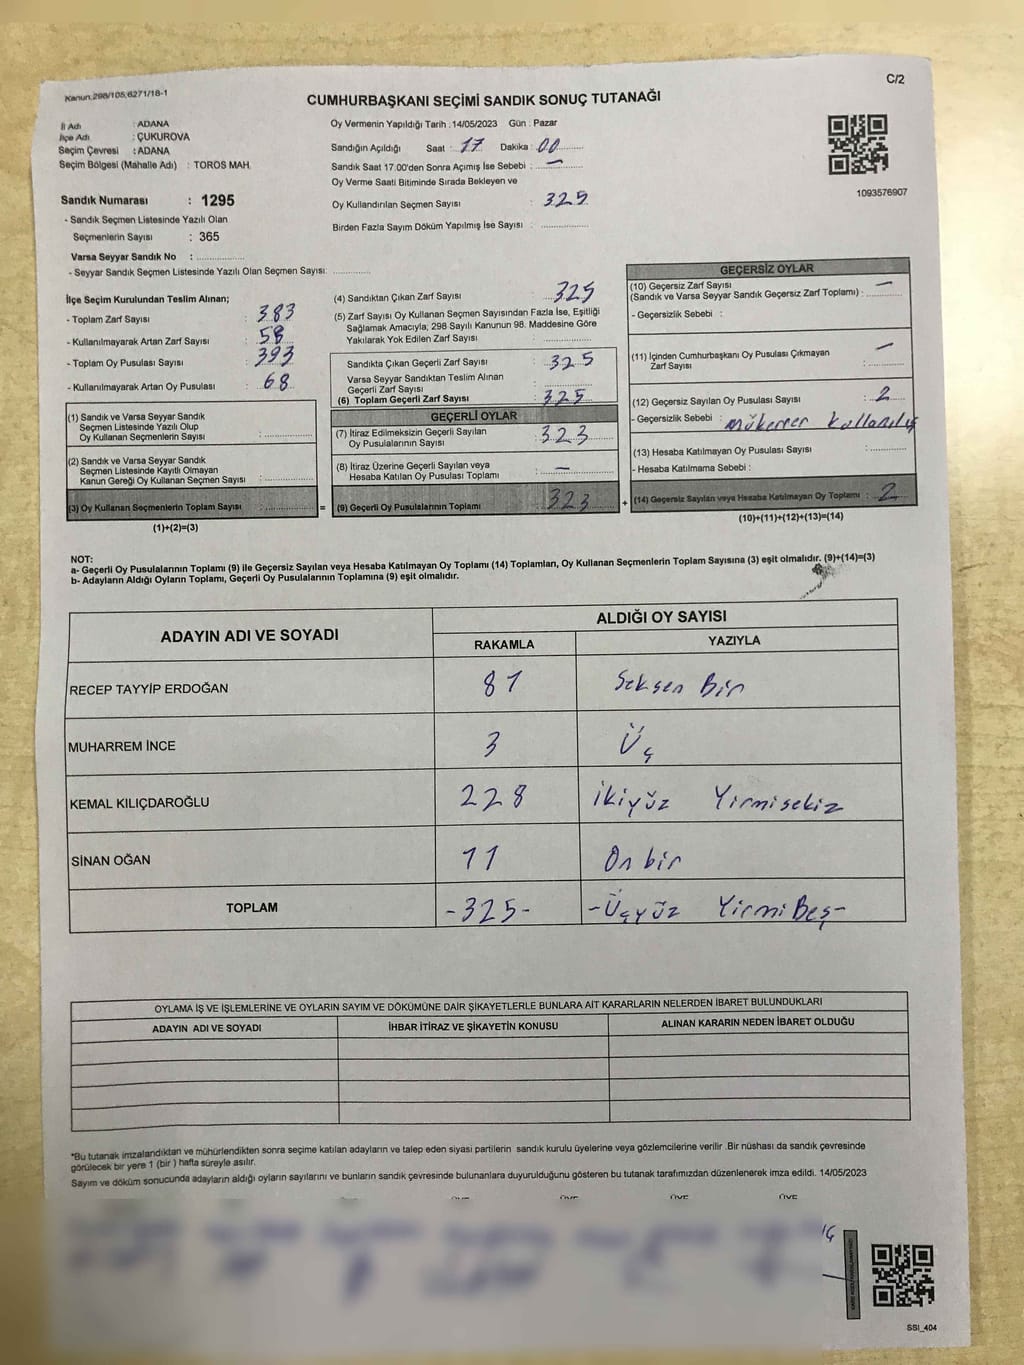 Kanun:298/105,6271/18-1
C/2
CUMHURBAŞKANI SEÇİMİ SANDIK SONUÇ TUTANAĞI
İl Adı : ADANA
İlçe Adı : ÇUKUROVA
Seçim Çevresi : ADANA
Seçim Bölgesi (Mahalle Adı) : TOROS MAH.
Sandık Numarası : 1295
- Sandık Seçmen Listesinde Yazılı Olan
Seçmenlerin Sayısı : 365
Varsa Seyyar Sandık No :
- Seyyar Sandık Seçmen Listesinde Yazılı Olan Seçmen Sayısı:
Oy Vermenin Yapıldığı Tarih : 14/05/2023 Gün : Pazar
Sandığın Açıldığı Saat : 17 Dakika : 00
Sandık Saat 17.00'den Sonra Açımış İse Sebebi : —
Oy Verme Saati Bitiminde Sırada Bekleyen ve
Oy Kullandırılan Seçmen Sayısı : 325
Birden Fazla Sayım Döküm Yapılmış İse Sayısı :
1093576907
İlçe Seçim Kurulundan Teslim Alınan;
- Toplam Zarf Sayısı : 383
- Kullanılmayarak Artan Zarf Sayısı : 58
- Toplam Oy Pusulası Sayısı : 393
- Kullanılmayarak Artan Oy Pusulası : 68
(1) Sandık ve Varsa Seyyar Sandık
Seçmen Listesinde Yazılı Olup
Oy Kullanan Seçmenlerin Sayısı :
(2) Sandık ve Varsa Seyyar Sandık
Seçmen Listesinde Kayıtlı Olmayan
Kanun Gereği Oy Kullanan Seçmen Sayısı :
(3) Oy Kullanan Seçmenlerin Toplam Sayısı :
(1)+(2)=(3)
(4) Sandıktan Çıkan Zarf Sayısı : 325
(5) Zarf Sayısı Oy Kullanan Seçmen Sayısından Fazla İse, Eşitliği
Sağlamak Amacıyla; 298 Sayılı Kanunun 98. Maddesine Göre
Yakılarak Yok Edilen Zarf Sayısı :
Sandıkta Çıkan Geçerli Zarf Sayısı : 325
Varsa Seyyar Sandıktan Teslim Alınan
Geçerli Zarf Sayısı :
(6) Toplam Geçerli Zarf Sayısı : 325
GEÇERLİ OYLAR
(7) İtiraz Edilmeksizin Geçerli Sayılan
Oy Pusulalarının Sayısı : 323
(8) İtiraz Üzerine Geçerli Sayılan veya
Hesaba Katılan Oy Pusulası Toplamı : —
= (9) Geçerli Oy Pusulalarının Toplamı : 323 +
GEÇERSİZ OYLAR
(10) Geçersiz Zarf Sayısı
(Sandık ve Varsa Seyyar Sandık Geçersiz Zarf Toplamı) : —
- Geçersizlik Sebebi :
(11) İçinden Cumhurbaşkanı Oy Pusulası Çıkmayan
Zarf Sayısı : —
(12) Geçersiz Sayılan Oy Pusulası Sayısı : 2
- Geçersizlik Sebebi : mükerrer kullanılış
(13) Hesaba Katılmayan Oy Pusulası Sayısı :
- Hesaba Katılmama Sebebi :
(14) Geçersiz Sayılan veya Hesaba Katılmayan Oy Toplamı : 2
(10)+(11)+(12)+(13)=(14)
NOT:
a- Geçerli Oy Pusulalarının Toplamı (9) ile Geçersiz Sayılan veya Hesaba Katılmayan Oy Toplamı (14) Toplamları, Oy Kullanan Seçmenlerin Toplam Sayısına (3) eşit olmalıdır. (9)+(14)=(3)
b- Adayların Aldığı Oyların Toplamı, Geçerli Oy Pusulalarının Toplamına (9) eşit olmalıdır.
ADAYIN ADI VE SOYADI ALDIĞI OY SAYISI
RAKAMLA YAZIYLA
RECEP TAYYİP ERDOĞAN 81 Seksen Bir
MUHARREM İNCE 3 Üç
KEMAL KILIÇDAROĞLU 228 ikiyüz Yirmisekiz
SİNAN OĞAN 11 On bir
TOPLAM -325- -Üçyüz YirmiBeş-
OYLAMA İŞ VE İŞLEMLERİNE VE OYLARIN SAYIM VE DÖKÜMÜNE DAİR ŞİKAYETLERLE BUNLARA AİT KARARLARIN NELERDEN İBARET BULUNDUKLARI
ADAYIN ADI VE SOYADI İHBAR İTİRAZ VE ŞİKAYETİN KONUSU ALINAN KARARIN NEDEN İBARET OLDUĞU
*Bu tutanak imzalandıktan ve mühürlendikten sonra seçime katılan adayların ve talep eden siyasi partilerin sandık kurulu üyelerine veya gözlemcilerine verilir .Bir nüshası da sandık çevresinde
görülecek bir yere 1 (bir ) hafta süreyle asılır.
Sayım ve döküm sonucunda adayların aldığı oyların sayılarını ve bunların sandık çevresinde bulunanlara duyurulduğunu gösteren bu tutanak tarafımızdan düzenlenerek imza edildi. 14/05/2023
SSI_404